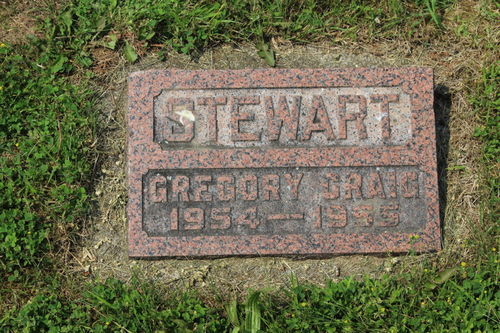 STEWART
GREGORY CRAIG
1954 — 1955